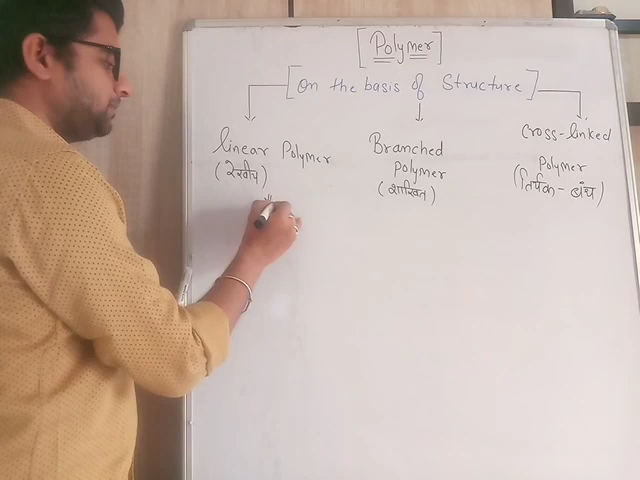 [Polymer]
[On the basis of Structure]
linear Polymer
(रेखीय)
Branched
Polymer
(शाखित)
Cross-linked
Polymer
(तिर्यक - बंध)